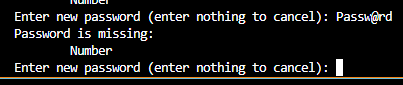 Number
Enter new password (enter nothing to cancel): Passw@rd
Password is missing:
Number
Enter new password (enter nothing to cancel):